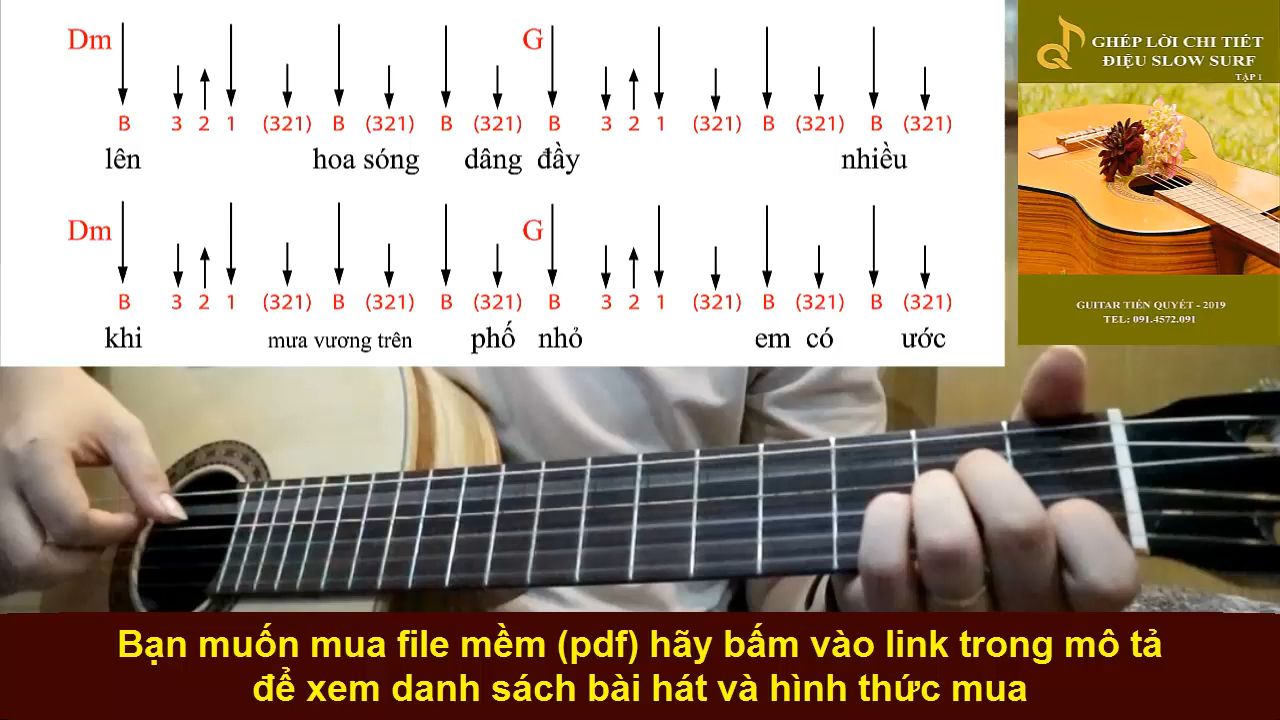 Dm G
B 3 2 1 (321) B (321) B (321) B 3 2 1 (321) B (321) B (321)
lên hoa sóng dâng đầy nhiều
Dm G
B 3 2 1 (321) B (321) B (321) B 3 2 1 (321) B (321) B (321)
khi mưa vương trên phố nhỏ em có ước
GHÉP LỜI CHI TIẾT
ĐIỆU SLOW SURF
TẬP 1
GUITAR TIẾN QUYẾT - 2019
TEL: 091.4572.091
Bạn muốn mua file mềm (pdf) hãy bấm vào link trong mô tả
để xem danh sách bài hát và hình thức mua